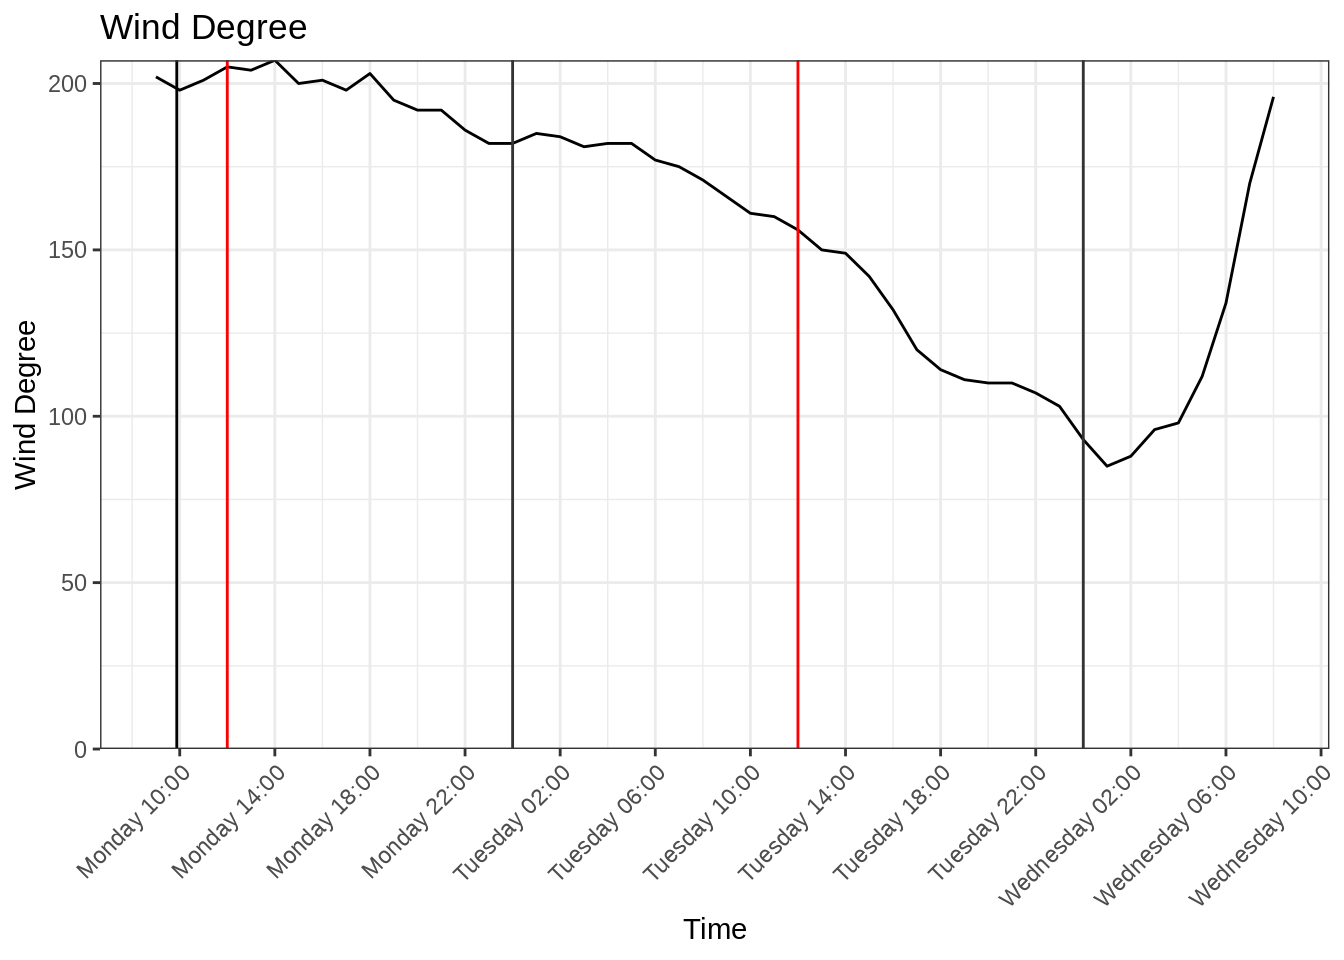 Wind Degree
Wind Degree
200
150
100
50
0
Monday 10:00
Monday 14:00
Monday 18:00
Monday 22:00
Tuesday 02:00
Tuesday 06:00
Tuesday 10:00
Tuesday 14:00
Tuesday 18:00
Tuesday 22:00
Wednesday 02:00
Wednesday 06:00
Wednesday 10:00
Time